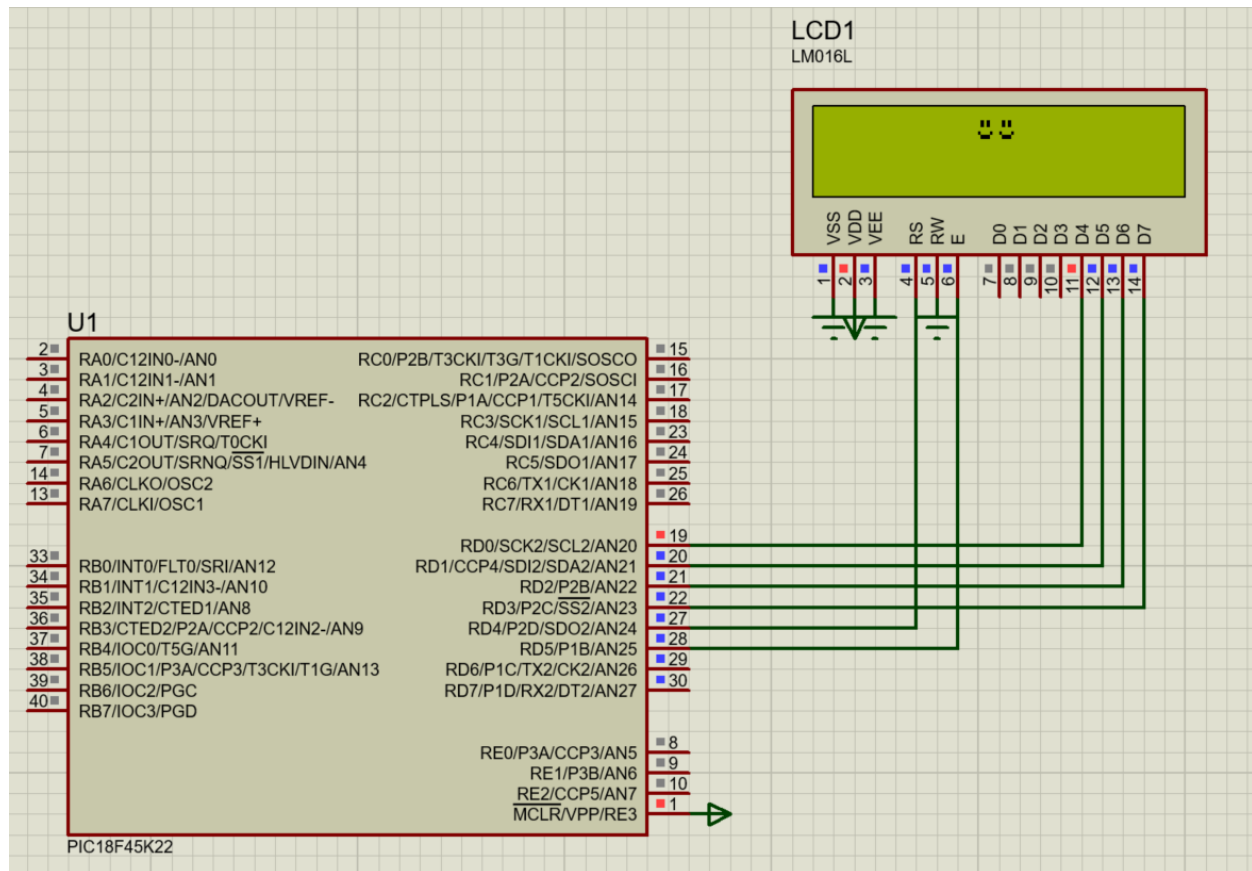 LCD1
LM016L
VSS
VDD
VEE
RS
RW
E
D0
D1
D2
D3
D4
D5
D6
D7
1
2
3
4
5
6
7
8
9
10
11
12
13
14
U1
2 RA0/C12IN0-/AN0
3 RA1/C12IN1-/AN1
4 RA2/C2IN+/AN2/DACOUT/VREF-
5 RA3/C1IN+/AN3/VREF+
6 RA4/C1OUT/SRQ/T0CKI
7 RA5/C2OUT/SRNQ/SS1/HLVDIN/AN4
14 RA6/CLKO/OSC2
13 RA7/CLKI/OSC1
33 RB0/INT0/FLT0/SRI/AN12
34 RB1/INT1/C12IN3-/AN10
35 RB2/INT2/CTED1/AN8
36 RB3/CTED2/P2A/CCP2/C12IN2-/AN9
37 RB4/IOC0/T5G/AN11
38 RB5/IOC1/P3A/CCP3/T3CKI/T1G/AN13
39 RB6/IOC2/PGC
40 RB7/IOC3/PGD
RC0/P2B/T3CKI/T3G/T1CKI/SOSCO 15
RC1/P2A/CCP2/SOSCI 16
RC2/CTPLS/P1A/CCP1/T5CKI/AN14 17
RC3/SCK1/SCL1/AN15 18
RC4/SDI1/SDA1/AN16 23
RC5/SDO1/AN17 24
RC6/TX1/CK1/AN18 25
RC7/RX1/DT1/AN19 26
RD0/SCK2/SCL2/AN20 19
RD1/CCP4/SDI2/SDA2/AN21 20
RD2/P2B/AN22 21
RD3/P2C/SS2/AN23 22
RD4/P2D/SDO2/AN24 27
RD5/P1B/AN25 28
RD6/P1C/TX2/CK2/AN26 29
RD7/P1D/RX2/DT2/AN27 30
RE0/P3A/CCP3/AN5 8
RE1/P3B/AN6 9
RE2/CCP5/AN7 10
MCLR/VPP/RE3 1
PIC18F45K22